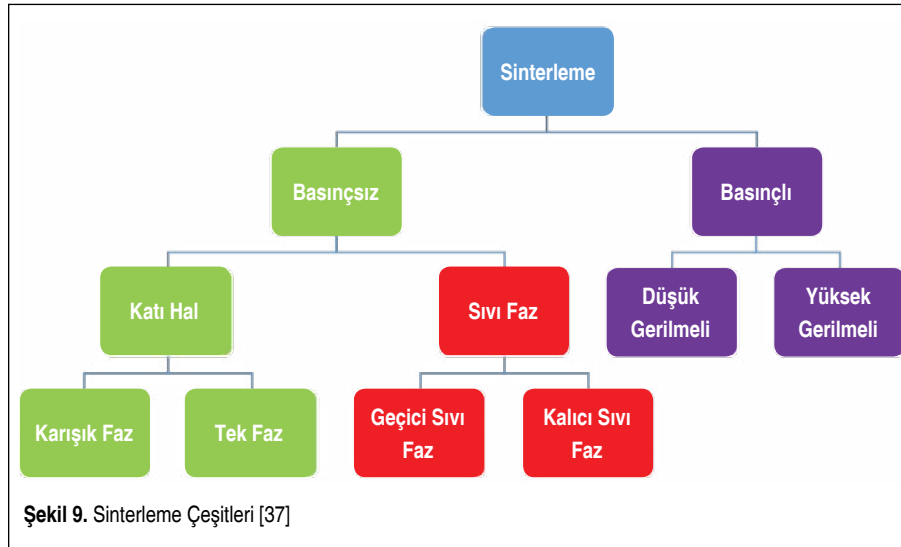 Sinterleme
Basınçsız
Basınçlı
Katı Hal
Sıvı Faz
Düşük
Gerilmeli
Yüksek
Gerilmeli
Karışık Faz
Tek Faz
Geçici Sıvı
Faz
Kalıcı Sıvı
Faz
Şekil 9. Sinterleme Çeşitleri [37]